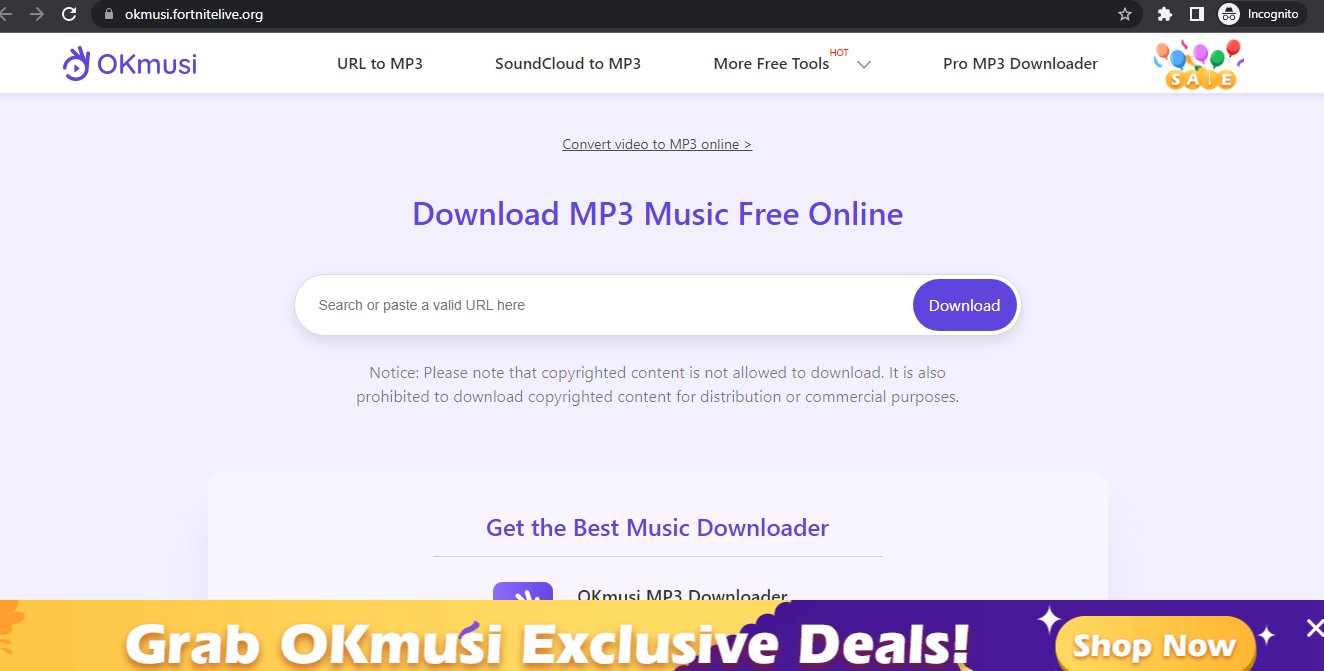 okmusi.fortnitelive.org
Incognito
OKmusi
URL to MP3
SoundCloud to MP3
More Free Tools
HOT
Pro MP3 Downloader
SALE
Convert video to MP3 online >
Download MP3 Music Free Online
Search or paste a valid URL here
Download
Notice: Please note that copyrighted content is not allowed to download. It is also
prohibited to download copyrighted content for distribution or commercial purposes.
Get the Best Music Downloader
OKmusi MP3 Downloader
Grab OKmusi Exclusive Deals!
Shop Now